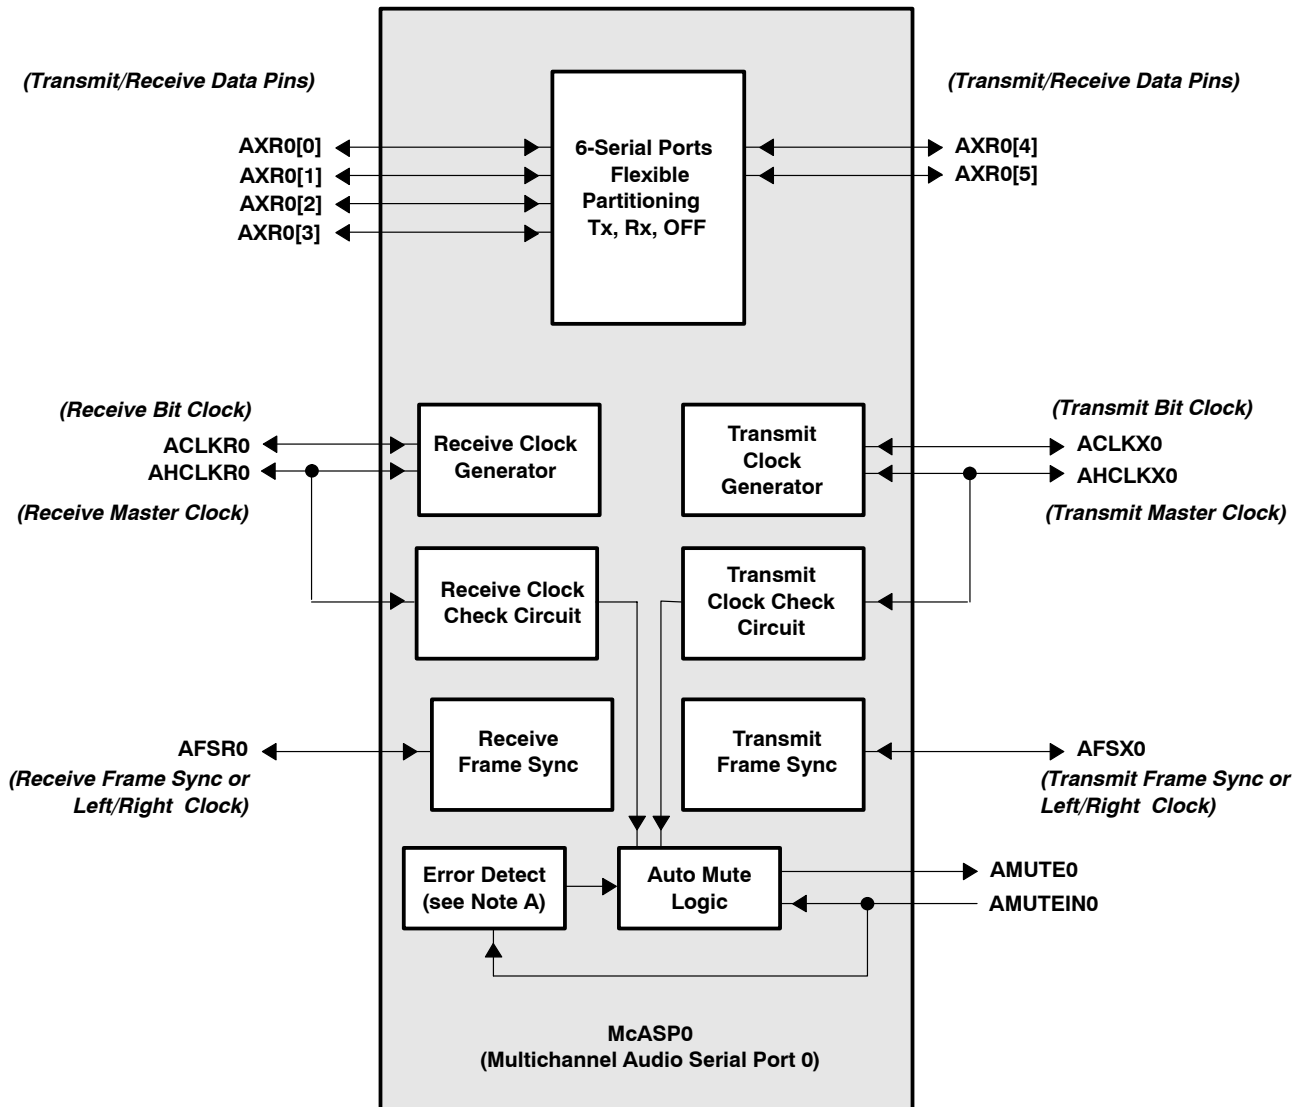 (Transmit/Receive Data Pins)
(Transmit/Receive Data Pins)
AXR0[0]
AXR0[1]
AXR0[2]
AXR0[3]
6-Serial Ports
Flexible
Partitioning
Tx, Rx, OFF
AXR0[4]
AXR0[5]
(Receive Bit Clock)
ACLKR0
AHCLKR0
(Receive Master Clock)
Receive Clock
Generator
Transmit
Clock
Generator
(Transmit Bit Clock)
ACLKX0
AHCLKX0
(Transmit Master Clock)
Receive Clock
Check Circuit
Transmit
Clock Check
Circuit
AFSR0
(Receive Frame Sync or
Left/Right Clock)
Receive
Frame Sync
Transmit
Frame Sync
AFSX0
(Transmit Frame Sync or
Left/Right Clock)
Error Detect
(see Note A)
Auto Mute
Logic
AMUTE0
AMUTEIN0
McASP0
(Multichannel Audio Serial Port 0)